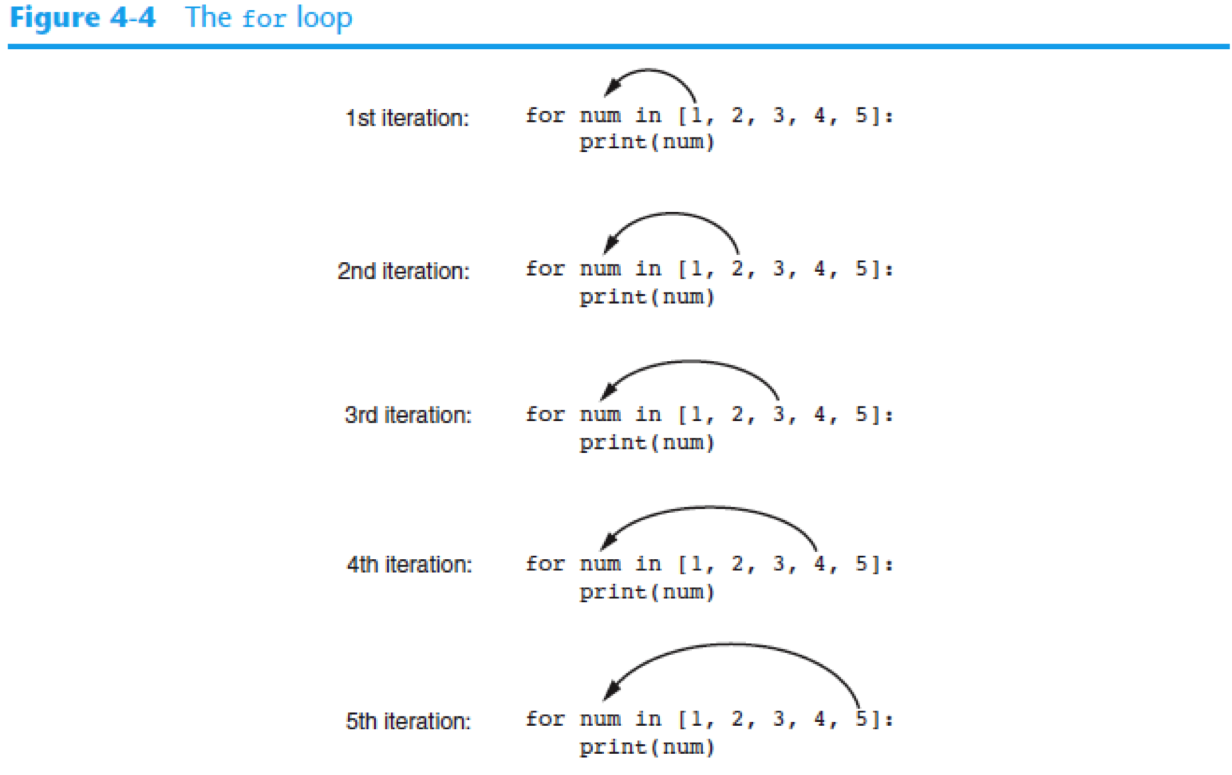 Figure 4-4 The for loop
1st iteration: for num in [1, 2, 3, 4, 5]:
print(num)
2nd iteration: for num in [1, 2, 3, 4, 5]:
print(num)
3rd iteration: for num in [1, 2, 3, 4, 5]:
print(num)
4th iteration: for num in [1, 2, 3, 4, 5]:
print(num)
5th iteration: for num in [1, 2, 3, 4, 5]:
print(num)